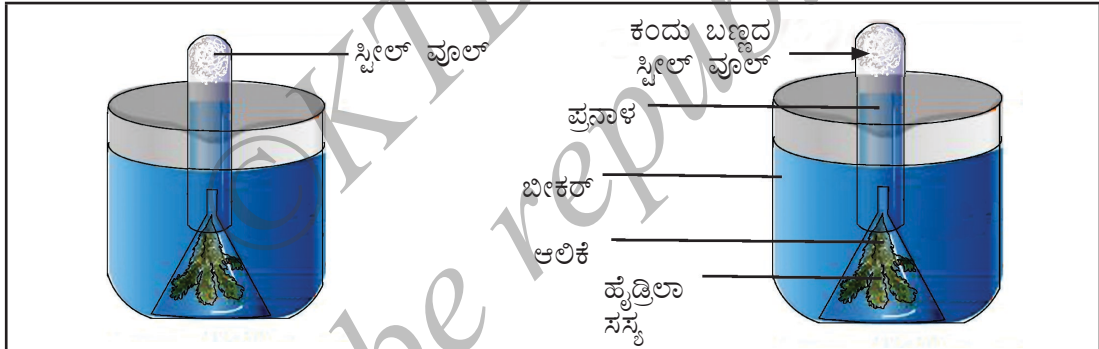 ಸ್ಟೀಲ್ ವೂಲ್
ಕಂದು ಬಣ್ಣದ
ಸ್ಟೀಲ್ ವೂಲ್
ಪ್ರನಾಳ
ಬೀಕರ್
ಆಲಿಕೆ
ಹೈಡ್ರಿಲಾ
ಸಸ್ಯ